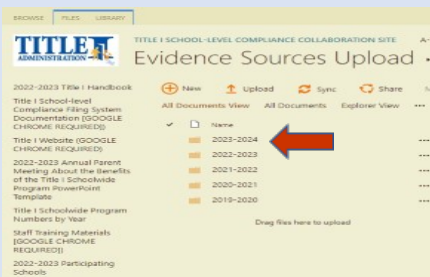 BROWSE FILES LIBRARY
TITLE I
ADMINISTRATION
TITLE I SCHOOL-LEVEL COMPLIANCE COLLABORATION SITE A-
Evidence Sources Upload
2022-2023 Title I Handbook
Title I School-level
Compliance Filing System
Documentation (GOOGLE
CHROME REQUIRED)]
Title I Website (GOOGLE
CHROME REQUIRED)
2022-2023 Annual Parent
Meeting About the Benefits
of the Title I Schoolwide
Program PowerPoint
Template
Title I Schoolwide Program
Numbers by Year
Staff Training Materials
[GOOGLE CHROME
REQUIRED)]
2022-2023 Participating
Schools
New Upload Sync Share
All Documents View All Documents Explorer View ...
Name
2023-2024
2022-2023
2021-2022
2020-2021
2019-2020
Drag files here to upload